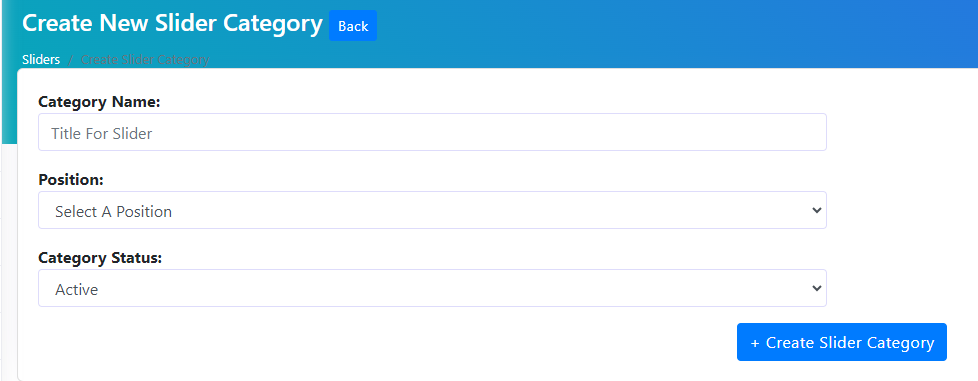 Create New Slider Category Back
Sliders / Create Slider Category
Category Name:
Title For Slider
Position:
Select A Position
Category Status:
Active
+ Create Slider Category